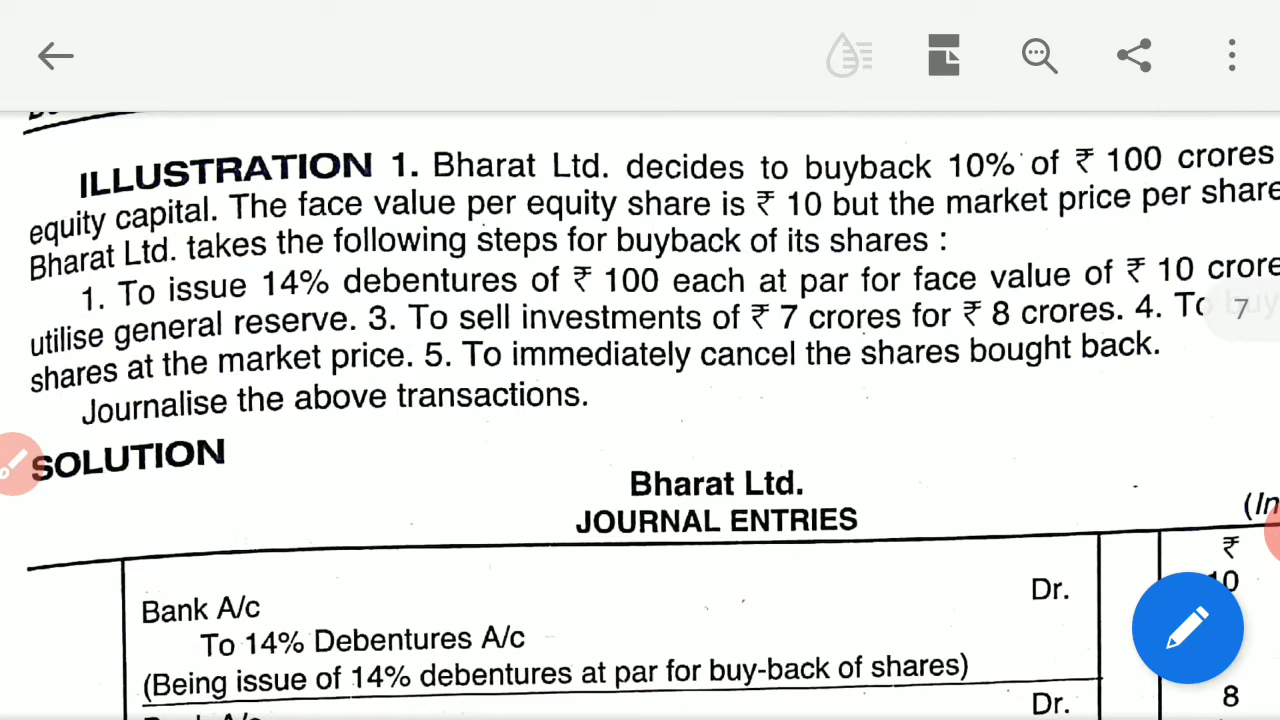 ILLUSTRATION 1. Bharat Ltd. decides to buyback 10% of ₹ 100 crores
equity capital. The face value per equity share is ₹ 10 but the market price per share
Bharat Ltd. takes the following steps for buyback of its shares :
1. To issue 14% debentures of ₹ 100 each at par for face value of ₹ 10 crore
utilise general reserve. 3. To sell investments of ₹ 7 crores for ₹ 8 crores. 4. To buy
7
shares at the market price. 5. To immediately cancel the shares bought back.
Journalise the above transactions.
SOLUTION
Bharat Ltd.
JOURNAL ENTRIES
(In
₹
Bank A/c Dr. 10
To 14% Debentures A/c
(Being issue of 14% debentures at par for buy-back of shares)
Dr. 8